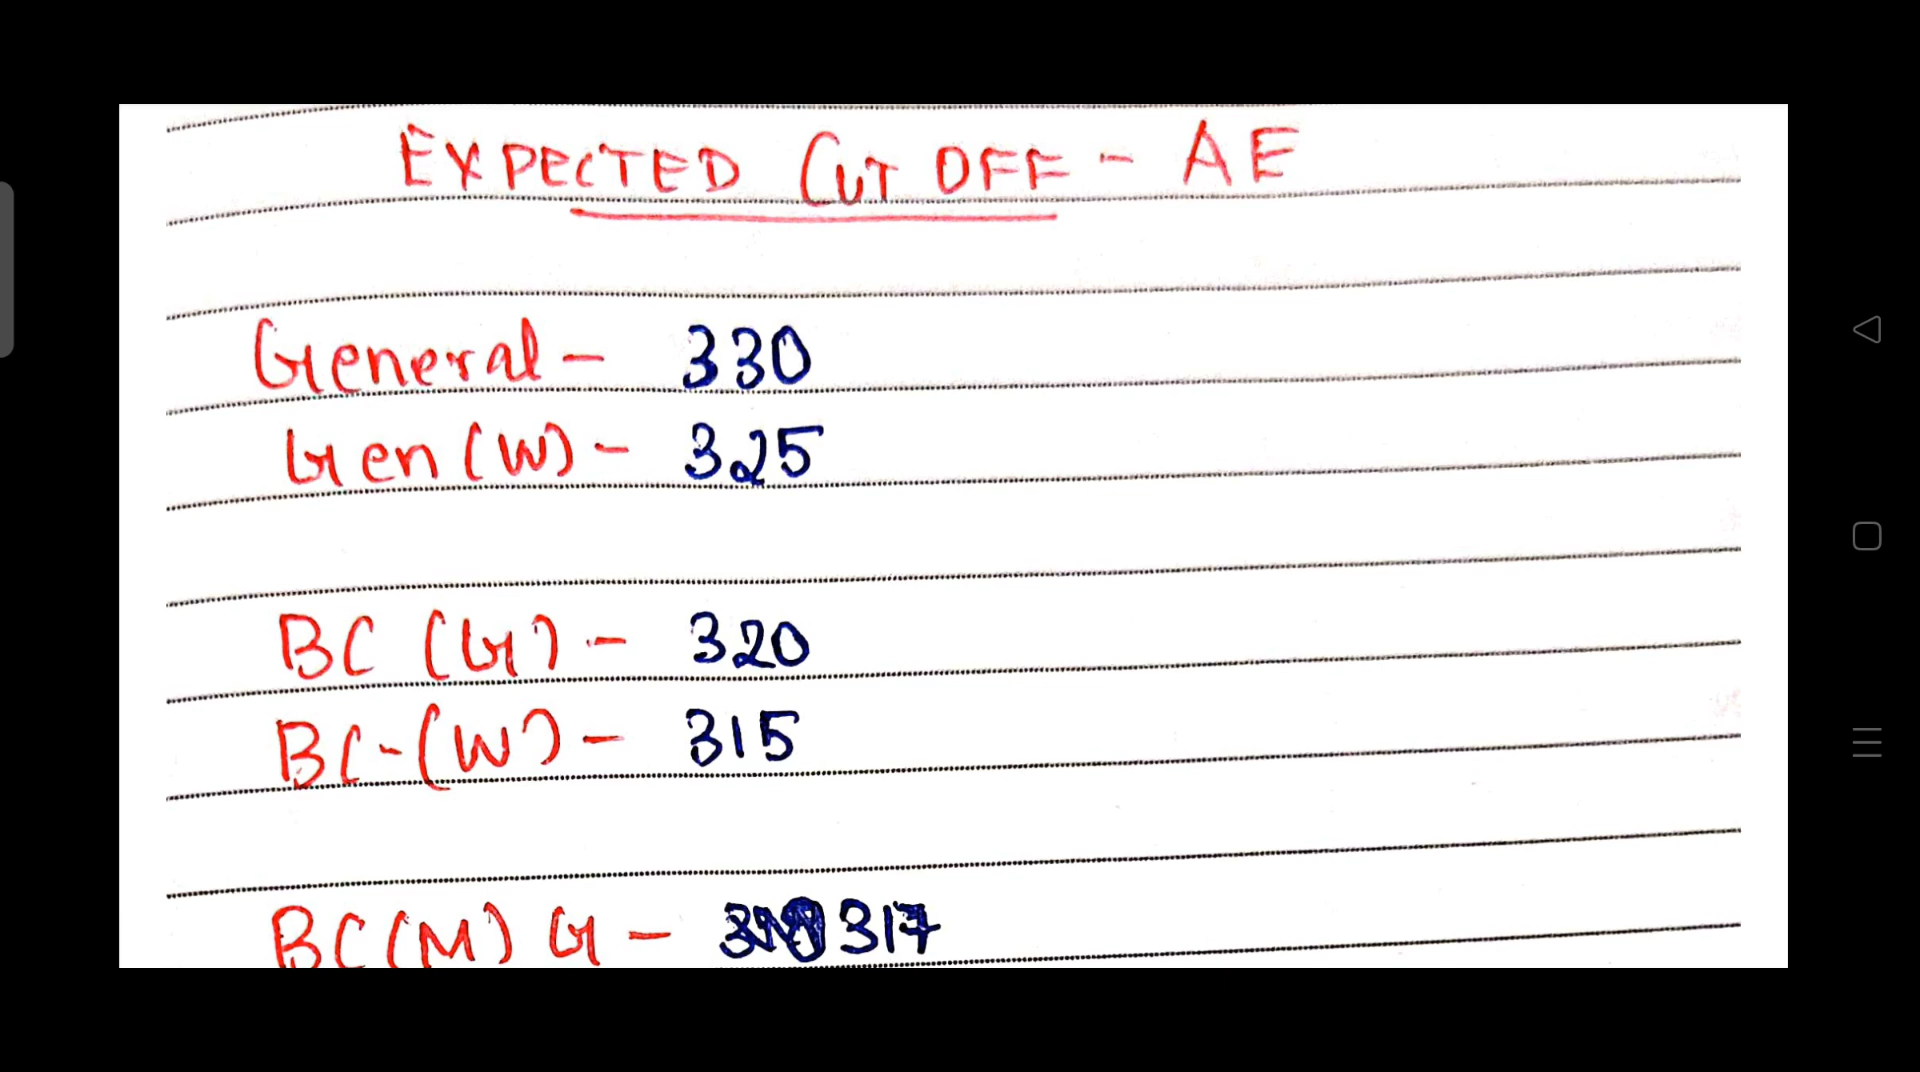 EXPECTED CUT OFF - AE
General - 330
Gen (W) - 325
BC (G) - 320
BC-(W) - 315
BC(M) G - 317